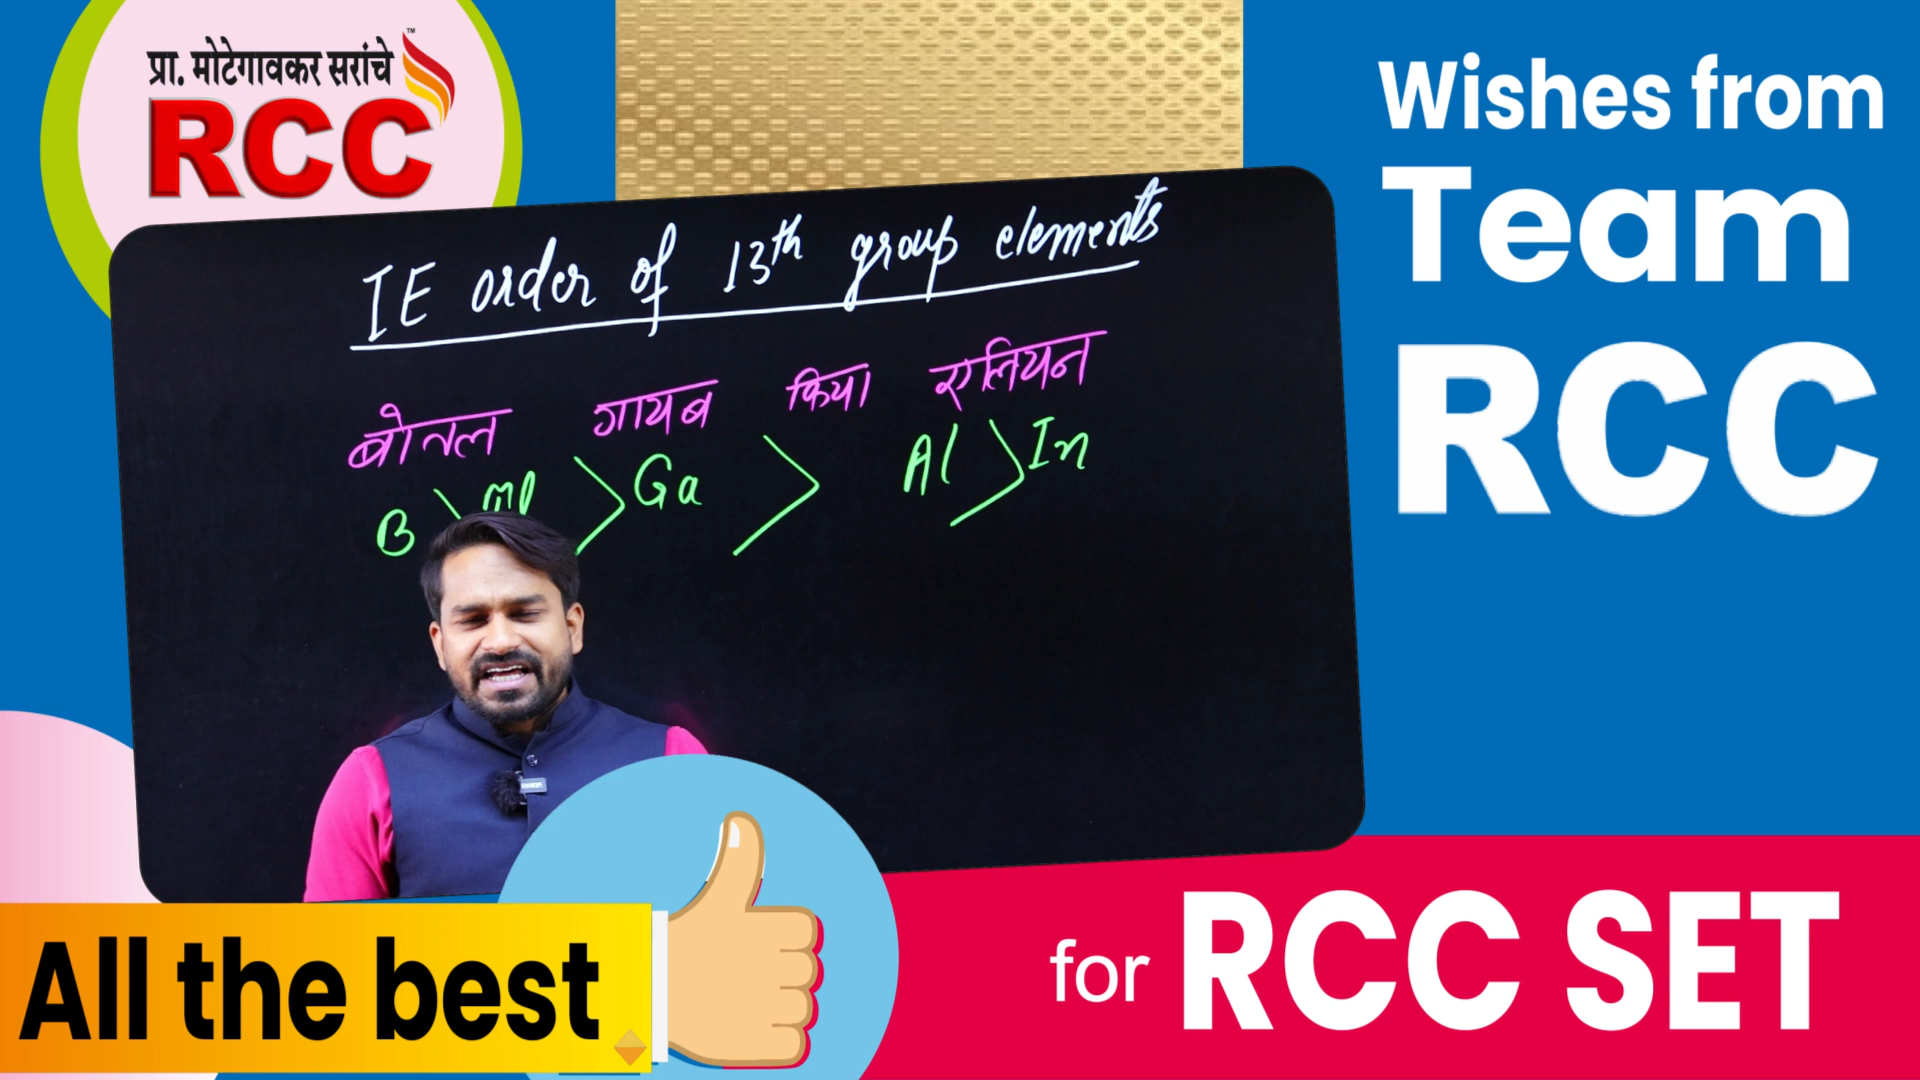 प्रा. मोटेगावकर सरांचे
RCC
Wishes from
Team
RCC
IE order of 13th group elements
बोतल गायब किया एलियन
B > > Ga > Al > In
All the best
for RCC SET